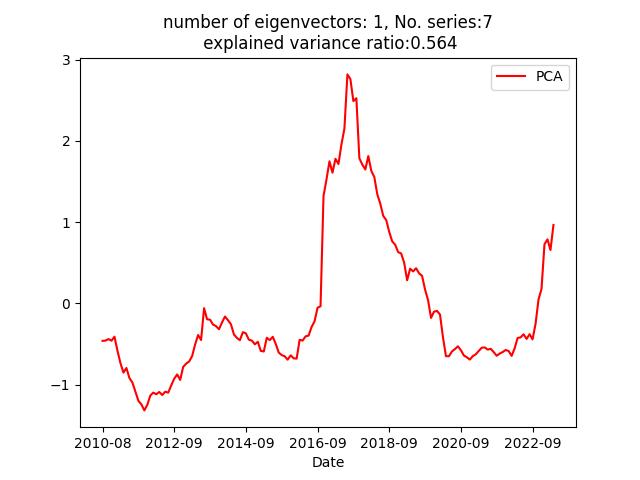 number of eigenvectors: 1, No. series:7
explained variance ratio:0.564
PCA
3
2
1
0
−1
2010-08 2012-09 2014-09 2016-09 2018-09 2020-09 2022-09
Date